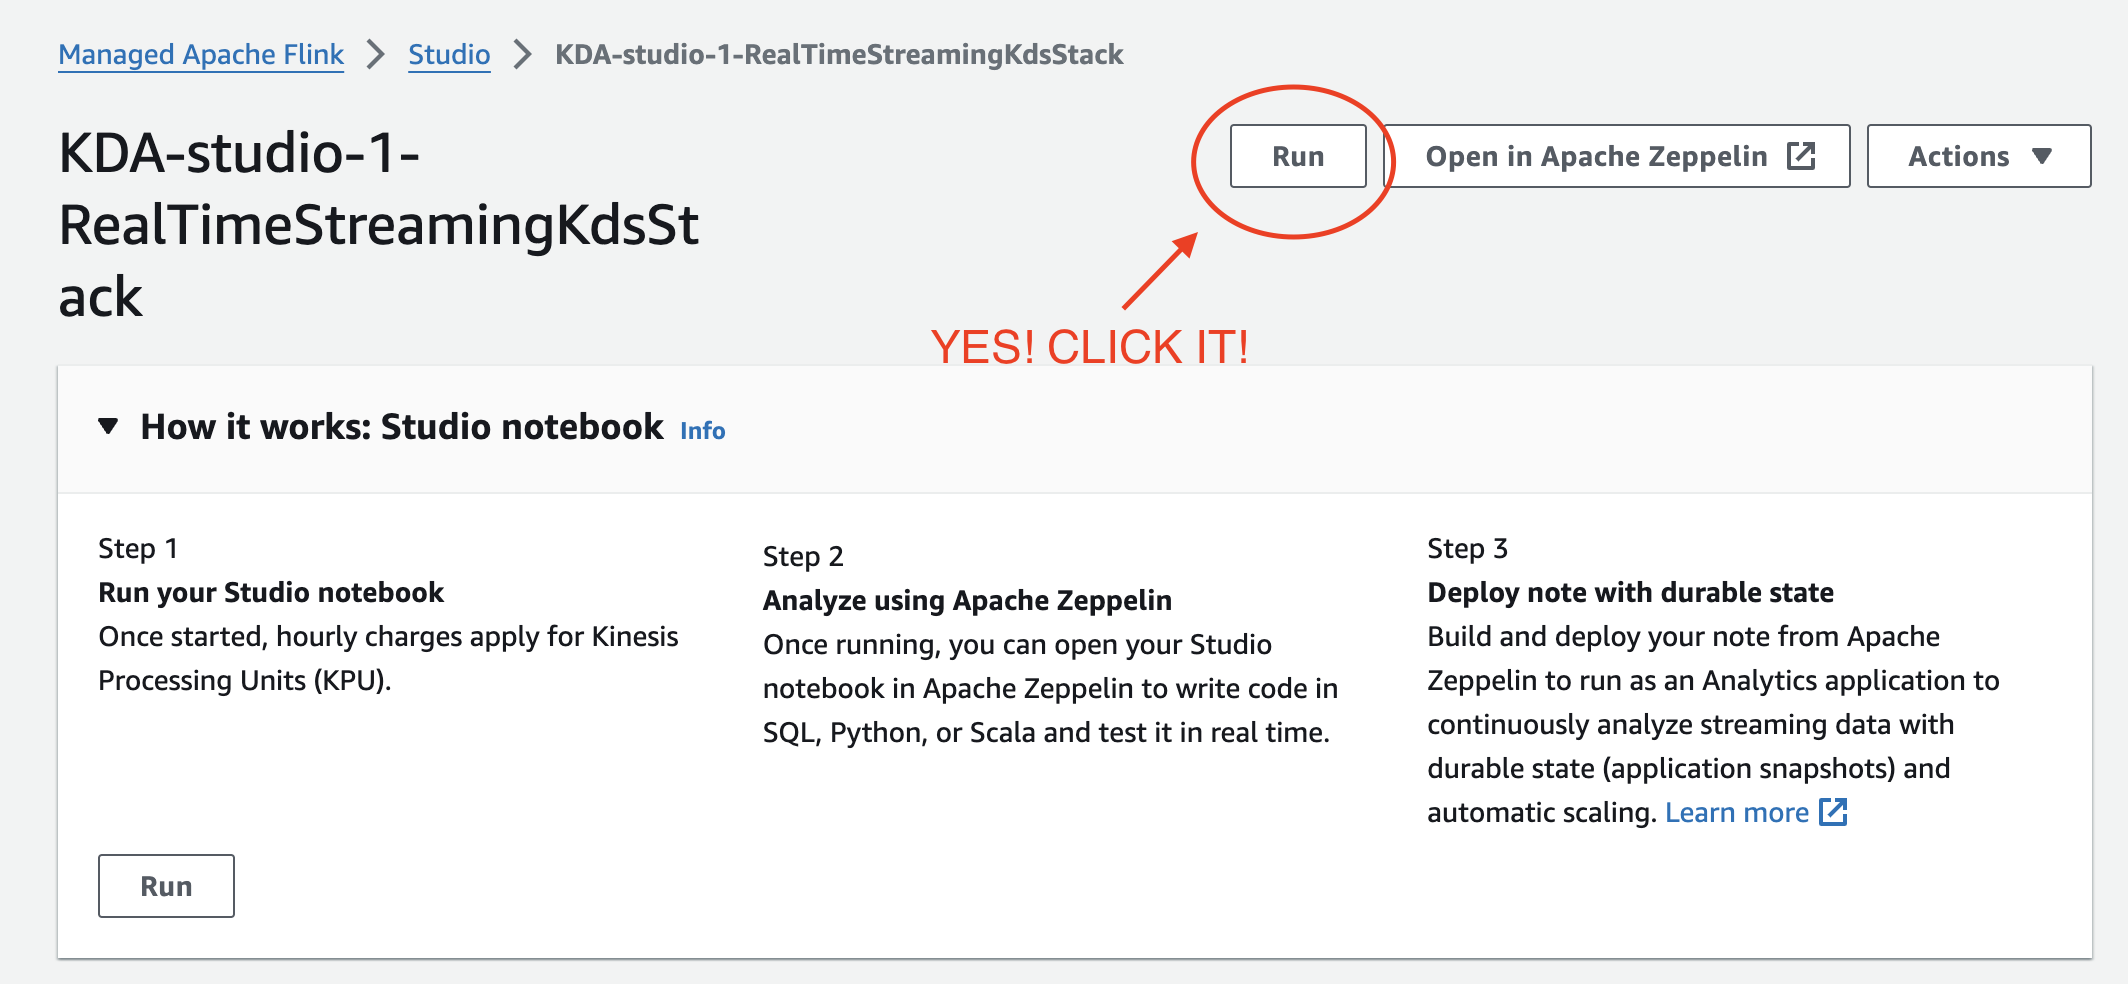 Managed Apache Flink > Studio > KDA-studio-1-RealTimeStreamingKdsStack
KDA-studio-1-
RealTimeStreamingKdsSt
ack
Run
Open in Apache Zeppelin
Actions
YES! CLICK IT!
How it works: Studio notebook Info
Step 1
Run your Studio notebook
Once started, hourly charges apply for Kinesis
Processing Units (KPU).
Run
Step 2
Analyze using Apache Zeppelin
Once running, you can open your Studio
notebook in Apache Zeppelin to write code in
SQL, Python, or Scala and test it in real time.
Step 3
Deploy note with durable state
Build and deploy your note from Apache
Zeppelin to run as an Analytics application to
continuously analyze streaming data with
durable state (application snapshots) and
automatic scaling. Learn more